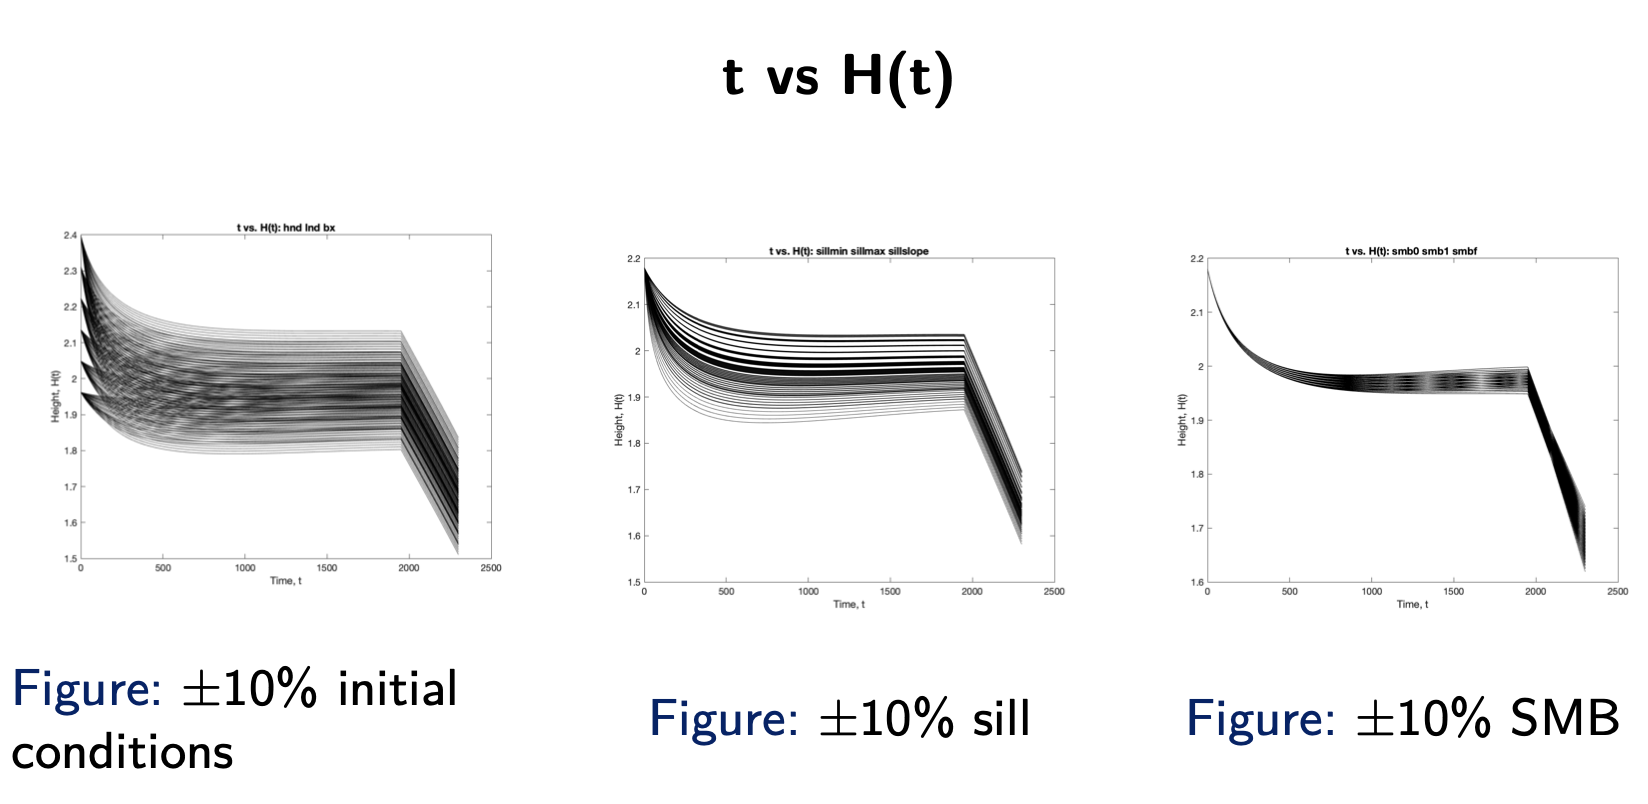 t vs H(t)
t vs. H(t): hnd lnd bx
2.4
2.3
2.2
2.1
2
1.9
1.8
1.7
1.6
1.5
Height, H(t)
0 500 1000 1500 2000 2500
Time, t
t vs. H(t): sillmin sillmax sillslope
2.2
2.1
2
1.9
1.8
1.7
1.6
1.5
Height, H(t)
0 500 1000 1500 2000 2500
Time, t
t vs. H(t): smb0 smb1 smbf
2.2
2.1
2
1.9
1.8
1.7
1.6
Height, H(t)
0 500 1000 1500 2000 2500
Time, t
Figure: ±10% initial
conditions
Figure: ±10% sill
Figure: ±10% SMB